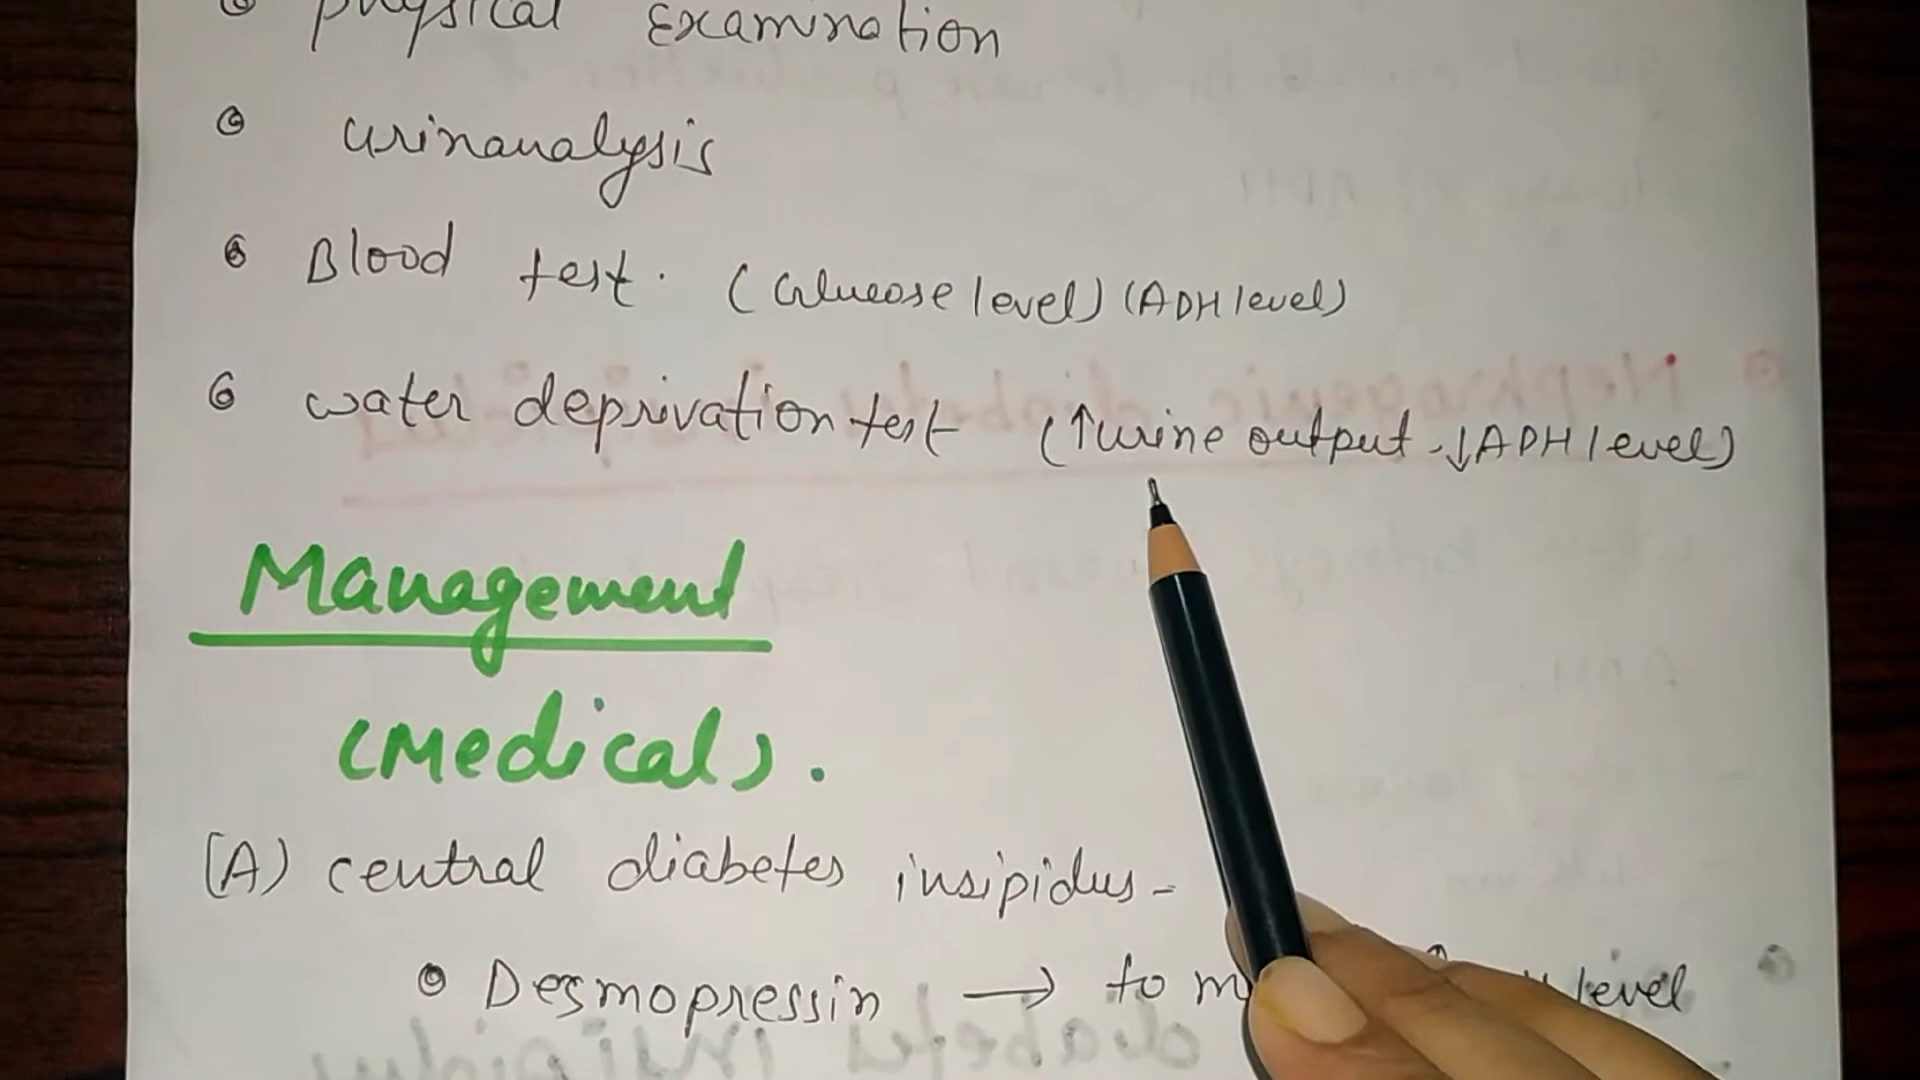 physical Examination
urinanalysis
Blood test. (Glucose level) (ADH level)
water deprivation test (↑urine output ↓ADH level)
Management
(Medical).
(A) central diabetes insipidus -
Desmopressin → to level